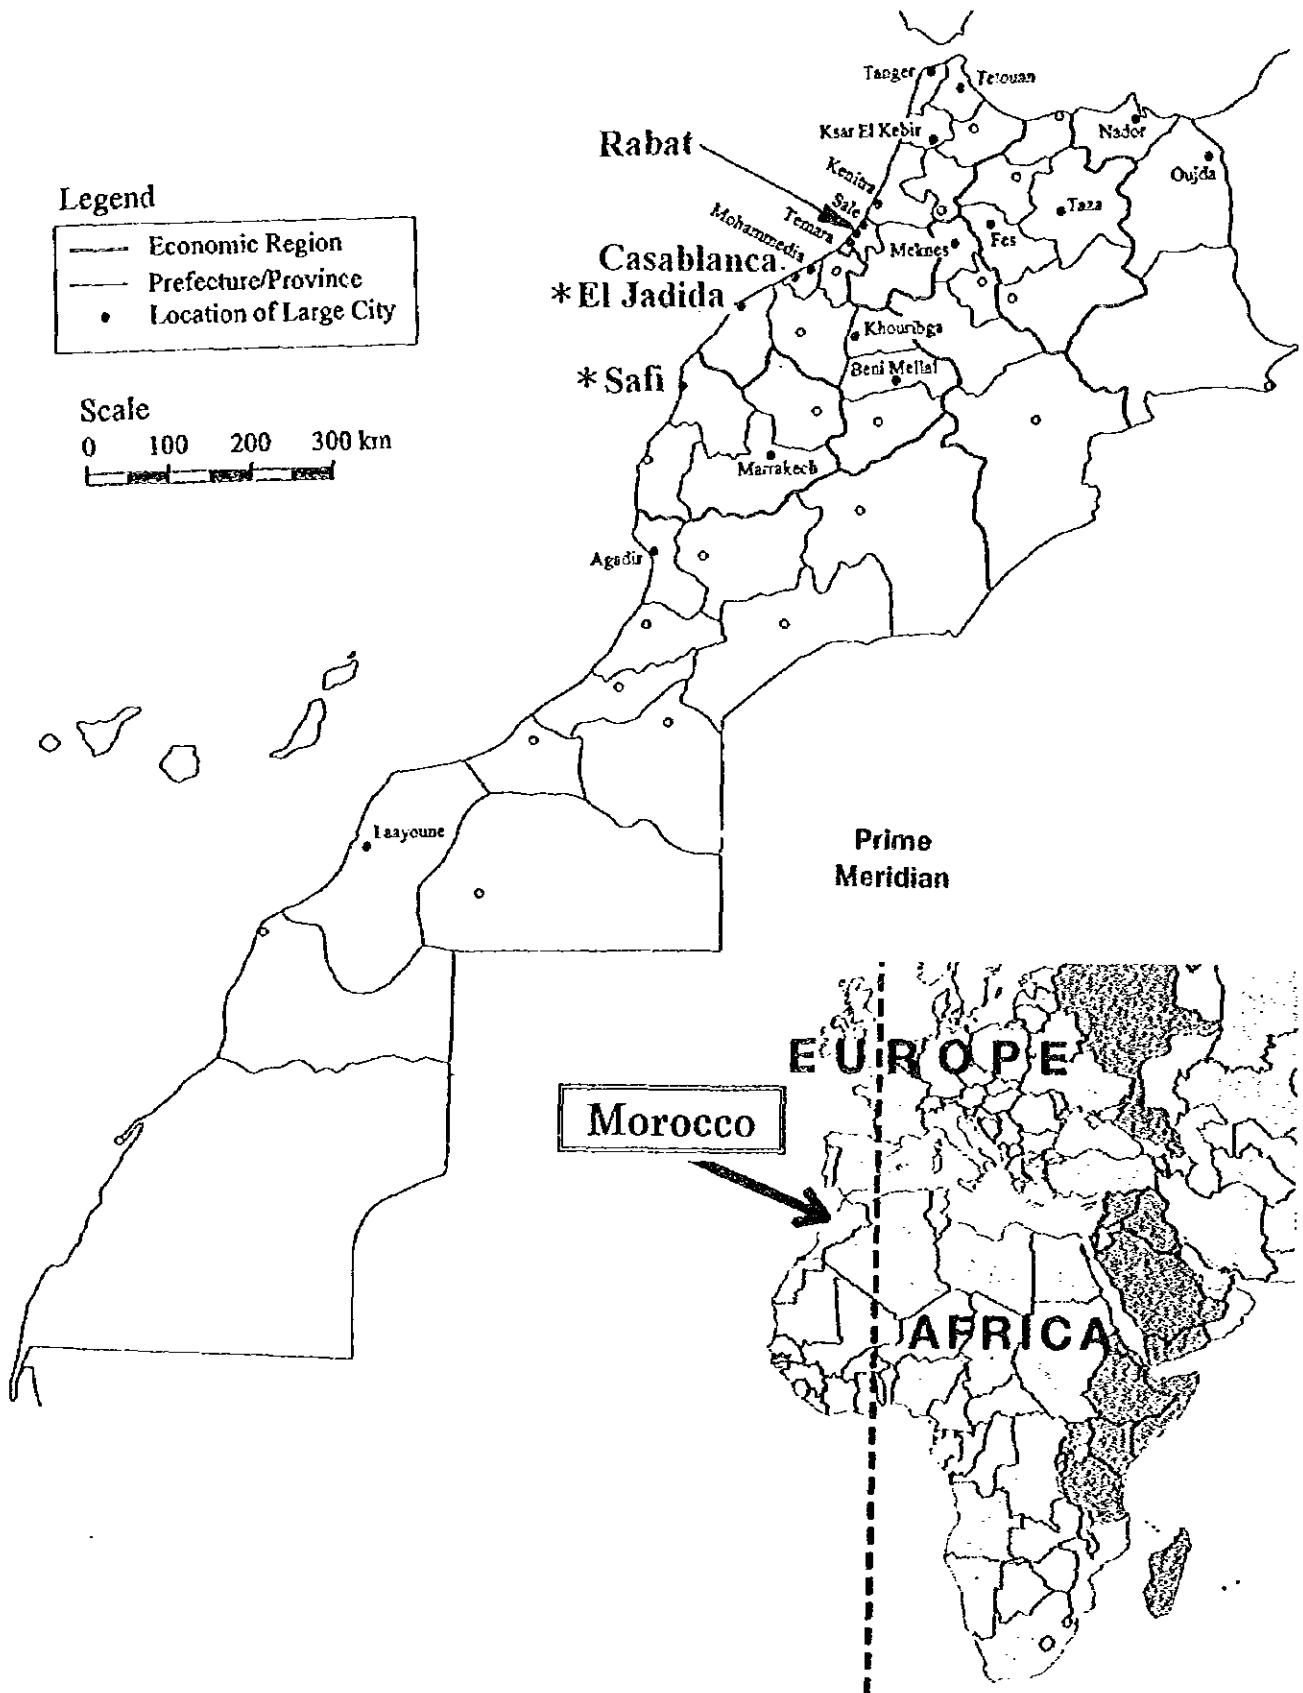 Tanger
Tetouan
Ksar El Kebir
Nador
Rabat
Oujda
Kenitra
Legend
Sale
Taza
Economic Region
Mohammedia
Temara
Fes
Meknes
Prefecture/Province
Casablanca
Location of Large City
*El Jadida
Khouribga
Beni Mellal
*Safi
Scale
0 100 200 300 km
Marrakech
Agadir
Laayoune
Prime
Meridian
EUROPE
Morocco
AFRICA